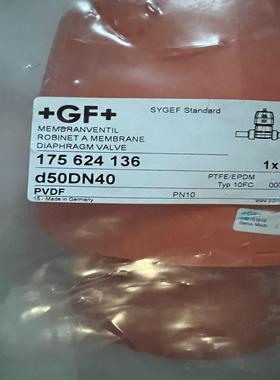 +GF+
SYGEF Standard
MEMBRANVENTIL
ROBINET A MEMBRANE
DIAPHRAGM VALVE
175 624 136
1x
d50DN40
PTFE/EPDM
Typ 10FC
PVDF
PN10
15 - Made in Germany